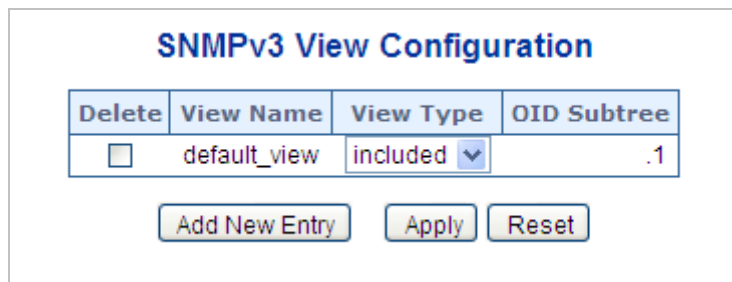 SNMPv3 View Configuration
Delete View Name View Type OID Subtree
default_view included .1
Add New Entry Apply Reset